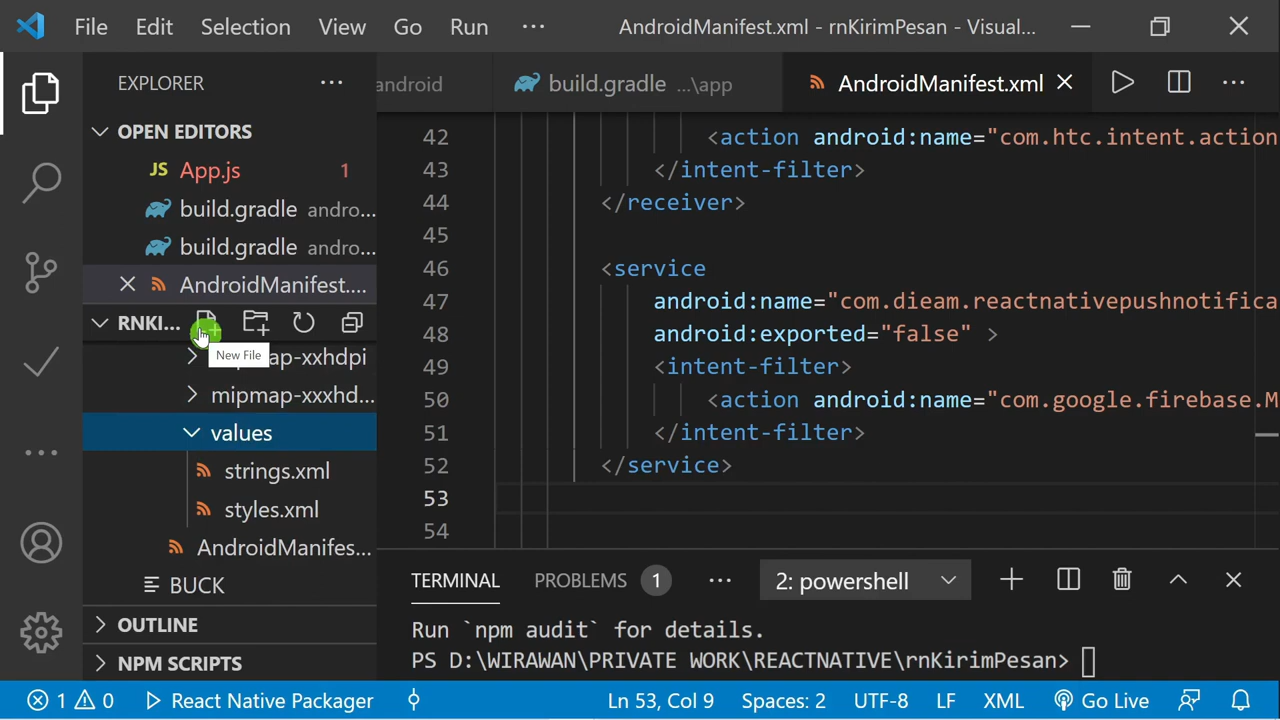 File Edit Selection View Go Run ··· AndroidManifest.xml - rnKirimPesan - Visual...
EXPLORER ···
OPEN EDITORS
JS App.js 1
build.gradle andro...
build.gradle andro...
AndroidManifest....
RNKI...
New File
map-xxhdpi
mipmap-xxxhd...
values
strings.xml
styles.xml
AndroidManifes...
BUCK
OUTLINE
NPM SCRIPTS
android build.gradle ...\app AndroidManifest.xml ···
42 <action android:name="com.htc.intent.action
43 </intent-filter>
44 </receiver>
45
46 <service
47 android:name="com.dieam.reactnativepushnotifica
48 android:exported="false" >
49 <intent-filter>
50 <action android:name="com.google.firebase.M
51 </intent-filter>
52 </service>
53
54
TERMINAL PROBLEMS 1 ··· 2: powershell
Run `npm audit` for details.
PS D:\WIRAWAN\PRIVATE WORK\REACTNATIVE\rnKirimPesan>
1 0 React Native Packager Ln 53, Col 9 Spaces: 2 UTF-8 LF XML Go Live